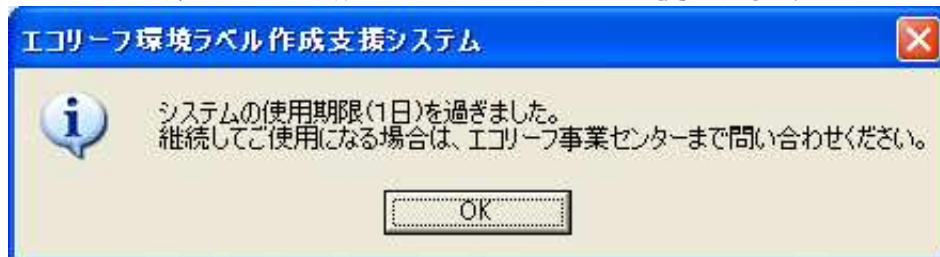 エコリーフ環境ラベル作成支援システム
システムの使用期限(1日)を過ぎました。
継続してご使用になる場合は、エコリーフ事業センターまで問い合わせください。
OK